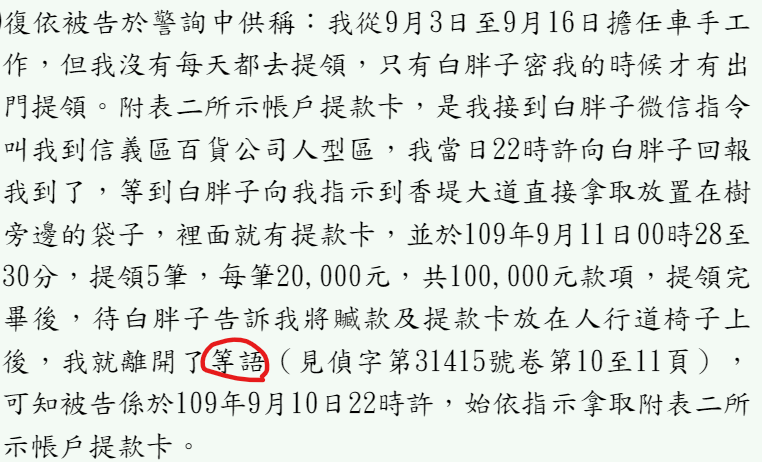 )復依被告於警詢中供稱：我從9月3日至9月16日擔任車手工
作，但我沒有每天都去提領，只有白胖子密我的時候才有出
門提領。附表二所示帳戶提款卡，是我接到白胖子微信指令
叫我到信義區百貨公司人型區，我當日22時許向白胖子回報
我到了，等到白胖子向我指示到香堤大道直接拿取放置在樹
旁邊的袋子，裡面就有提款卡，並於109年9月11日00時28至
30分，提領5筆，每筆20,000元，共100,000元款項，提領完
畢後，待白胖子告訴我將贓款及提款卡放在人行道椅子上
後，我就離開了等語（見偵字第31415號卷第10至11頁），
可知被告係於109年9月10日22時許，始依指示拿取附表二所
示帳戶提款卡。